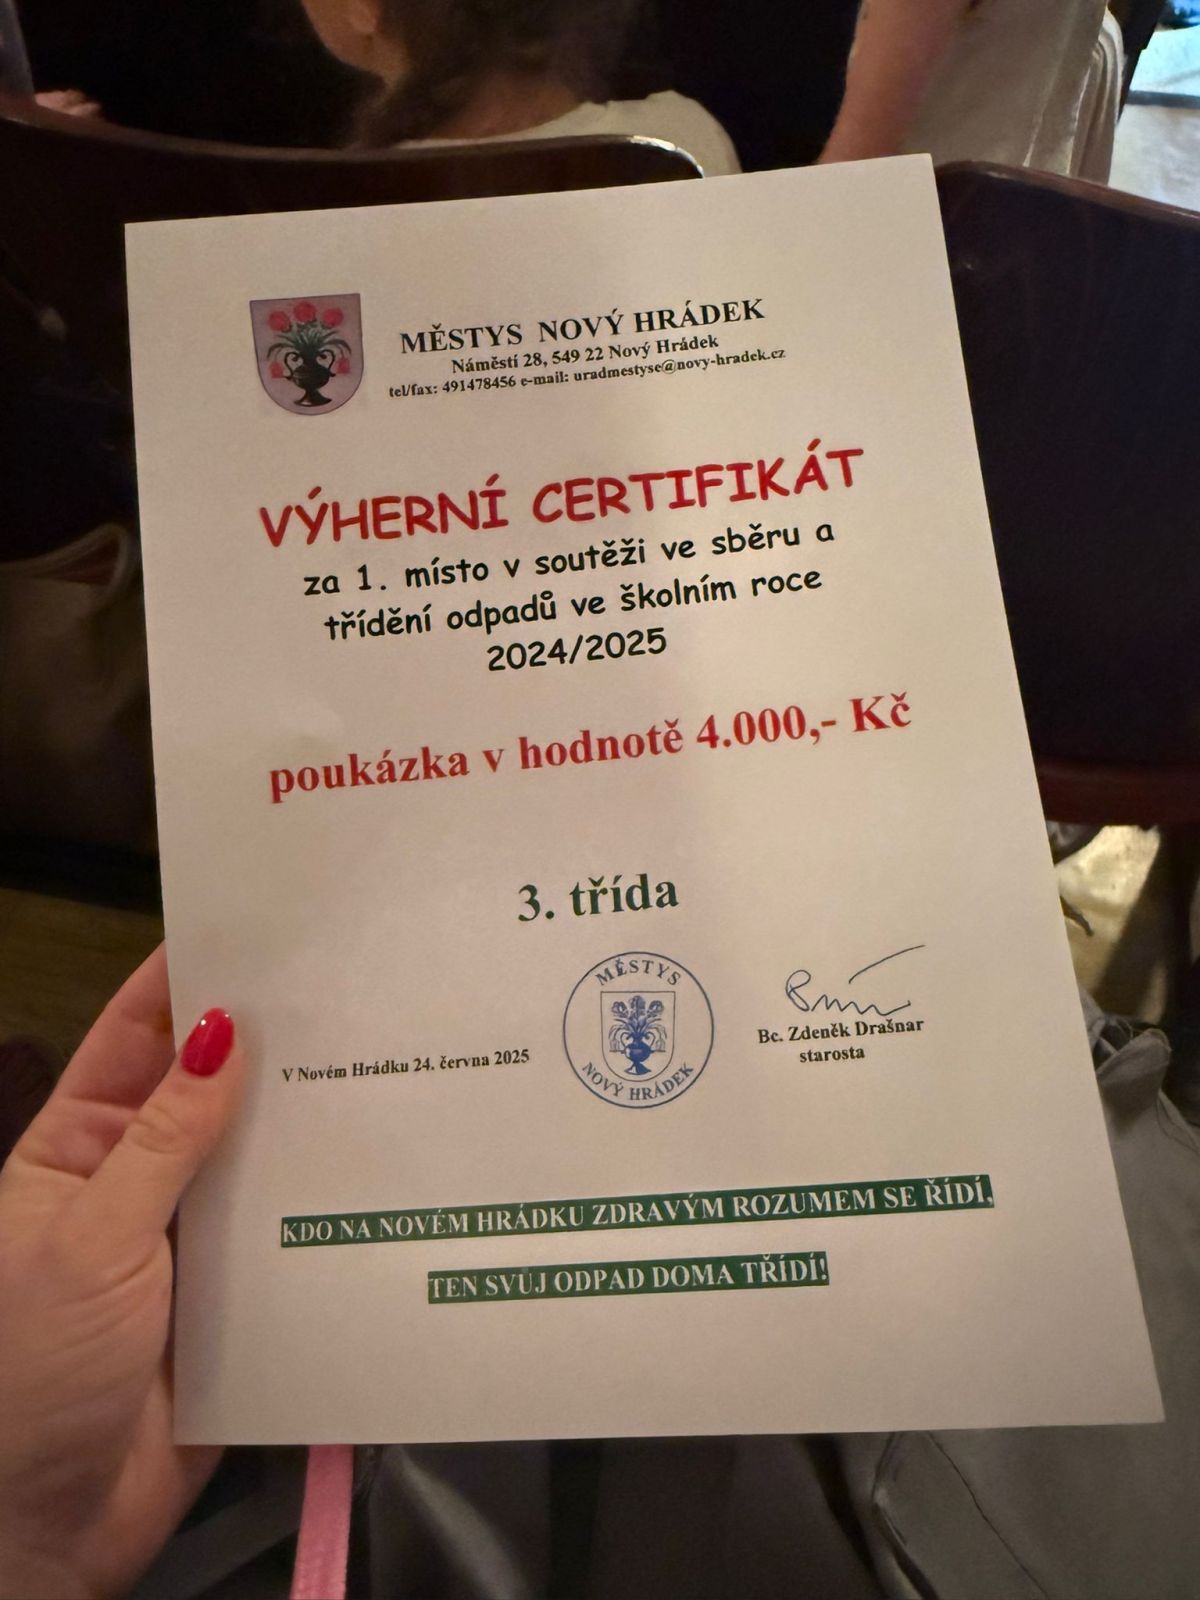 MĚSTYS NOVÝ HRÁDEK
Náměstí 28, 549 22 Nový Hrádek
tel/fax: 491478456 e-mail: uradmestyse@novy-hradek.cz
VÝHERNÍ CERTIFIKÁT
za 1. místo v soutěži ve sběru a
třídění odpadů ve školním roce
2024/2025
poukázka v hodnotě 4.000,- Kč
3. třída
MĚSTYS
NOVÝ HRÁDEK
V Novém Hrádku 24. června 2025
Bc. Zdeněk Drašnar
starosta
KDO NA NOVÉM HRÁDKU ZDRAVÝM ROZUMEM SE ŘÍDÍ,
TEN SVŮJ ODPAD DOMA TŘÍDÍ!